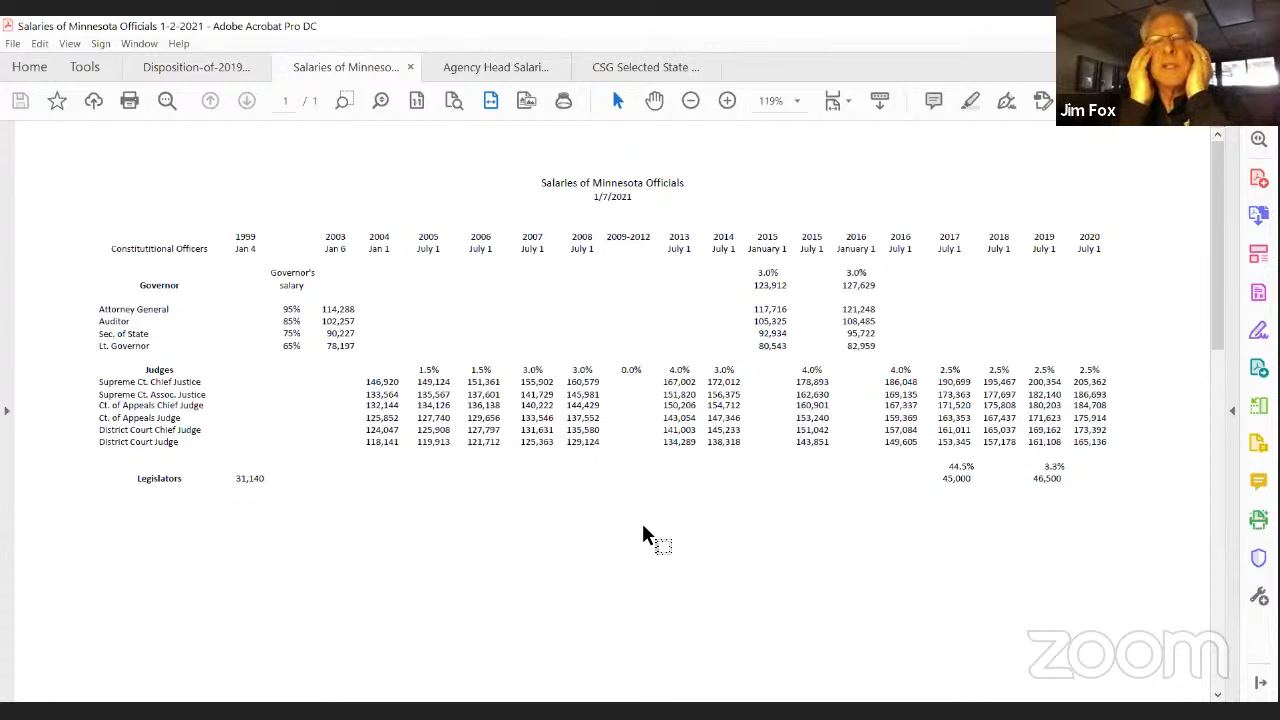 Salaries of Minnesota Officials 1-2-2021 - Adobe Acrobat Pro DC
File Edit View Sign Window Help
Home Tools Disposition-of-2019... Salaries of Minneso... × Agency Head Salari... CSG Selected State ...
1 / 1 119%
Jim Fox
Salaries of Minnesota Officials
1/7/2021
1999 2003 2004 2005 2006 2007 2008 2009-2012 2013 2014 2015 2015 2016 2016 2017 2018 2019 2020
Constitutitional Officers Jan 4 Jan 6 Jan 1 July 1 July 1 July 1 July 1 July 1 July 1 January 1 July 1 January 1 July 1 July 1 July 1 July 1 July 1
Governor's 3.0% 3.0%
Governor salary 123,912 127,629
Attorney General 95% 114,288 117,716 121,248
Auditor 85% 102,257 105,325 108,485
Sec. of State 75% 90,227 92,934 95,722
Lt. Governor 65% 78,197 80,543 82,959
Judges 1.5% 1.5% 3.0% 3.0% 0.0% 4.0% 3.0% 4.0% 4.0% 2.5% 2.5% 2.5% 2.5%
Supreme Ct. Chief Justice 146,920 149,124 151,361 155,902 160,579 167,002 172,012 178,893 186,048 190,699 195,467 200,354 205,362
Supreme Ct. Assoc. Justice 133,564 135,567 137,601 141,729 145,981 151,820 156,375 162,630 169,135 173,363 177,697 182,140 186,693
Ct. of Appeals Chief Judge 132,144 134,126 136,138 140,222 144,429 150,206 154,712 160,901 167,337 171,520 175,808 180,203 184,708
Ct. of Appeals Judge 125,852 127,740 129,656 133,546 137,552 143,054 147,346 153,240 159,369 163,353 167,437 171,623 175,914
District Court Chief Judge 124,047 125,908 127,797 131,631 135,580 141,003 145,233 151,042 157,084 161,011 165,037 169,162 173,392
District Court Judge 118,141 119,913 121,712 125,363 129,124 134,289 138,318 143,851 149,605 153,345 157,178 161,108 165,136
44.5% 3.3%
Legislators 31,140 45,000 46,500
zoom